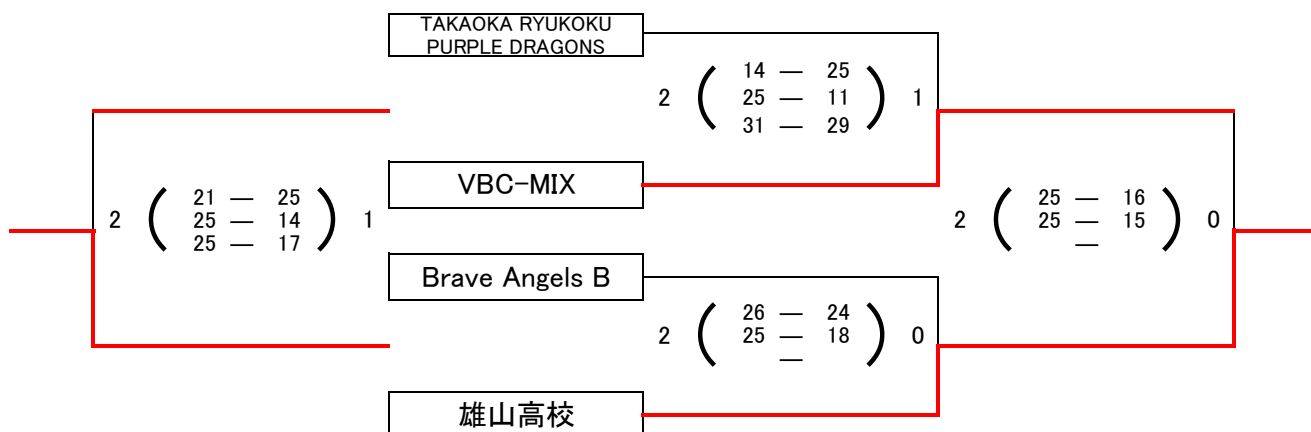 TAKAOKA RYUKOKU
PURPLE DRAGONS
2 ( 14 — 25 ) 1
25 — 11
31 — 29
VBC-MIX
2 ( 21 — 25 ) 1
25 — 14
25 — 17
2 ( 25 — 16 ) 0
25 — 15
—
Brave Angels B
2 ( 26 — 24 ) 0
25 — 18
—
雄山高校